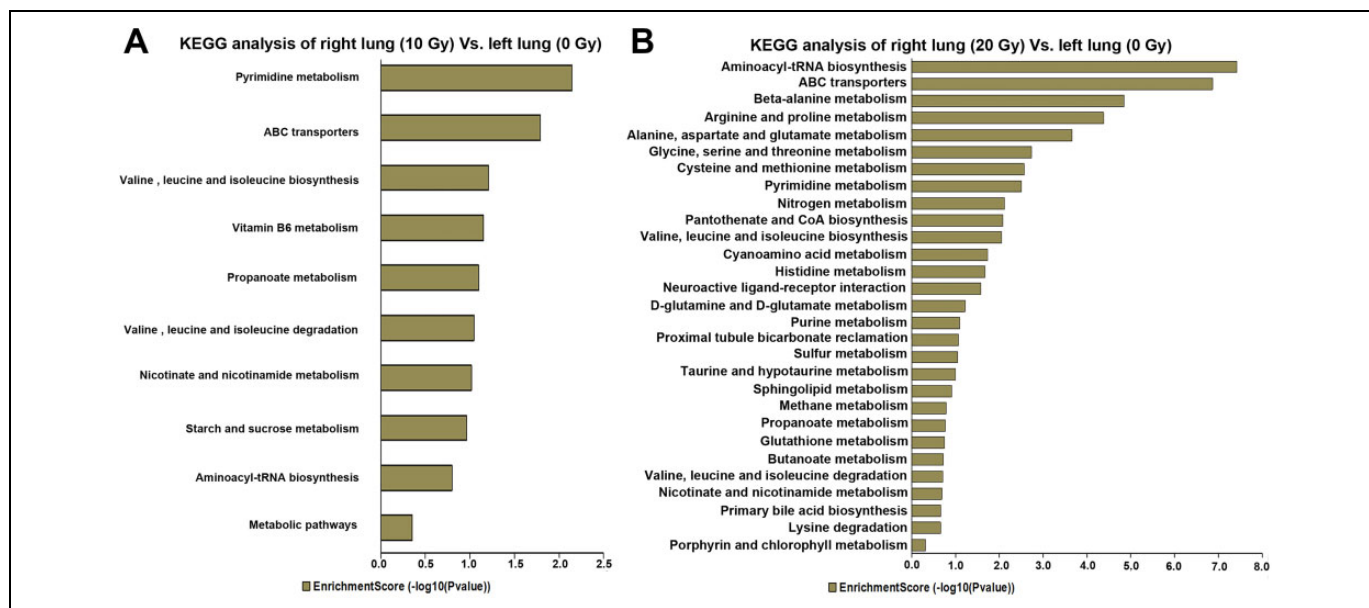 A
KEGG analysis of right lung (10 Gy) Vs. left lung (0 Gy)
Pyrimidine metabolism
ABC transporters
Valine , leucine and isoleucine biosynthesis
Vitamin B6 metabolism
Propanoate metabolism
Valine , leucine and isoleucine degradation
Nicotinate and nicotinamide metabolism
Starch and sucrose metabolism
Aminoacyl-tRNA biosynthesis
Metabolic pathways
0.0 0.5 1.0 1.5 2.0 2.5
EnrichmentScore (-log10(Pvalue))
B
KEGG analysis of right lung (20 Gy) Vs. left lung (0 Gy)
Aminoacyl-tRNA biosynthesis
ABC transporters
Beta-alanine metabolism
Arginine and proline metabolism
Alanine, aspartate and glutamate metabolism
Glycine, serine and threonine metabolism
Cysteine and methionine metabolism
Pyrimidine metabolism
Nitrogen metabolism
Pantothenate and CoA biosynthesis
Valine, leucine and isoleucine biosynthesis
Cyanoamino acid metabolism
Histidine metabolism
Neuroactive ligand-receptor interaction
D-glutamine and D-glutamate metabolism
Purine metabolism
Proximal tubule bicarbonate reclamation
Sulfur metabolism
Taurine and hypotaurine metabolism
Sphingolipid metabolism
Methane metabolism
Propanoate metabolism
Glutathione metabolism
Butanoate metabolism
Valine, leucine and isoleucine degradation
Nicotinate and nicotinamide metabolism
Primary bile acid biosynthesis
Lysine degradation
Porphyrin and chlorophyll metabolism
0.0 1.0 2.0 3.0 4.0 5.0 6.0 7.0 8.0
EnrichmentScore (-log10(Pvalue))